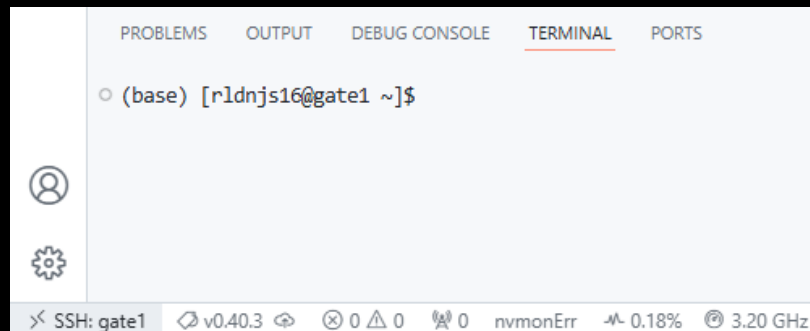 PROBLEMS OUTPUT DEBUG CONSOLE TERMINAL PORTS
(base) [rldnjs16@gate1 ~]$
SSH: gate1 v0.40.3 0 0 0 nvmonErr 0.18% 3.20 GHz